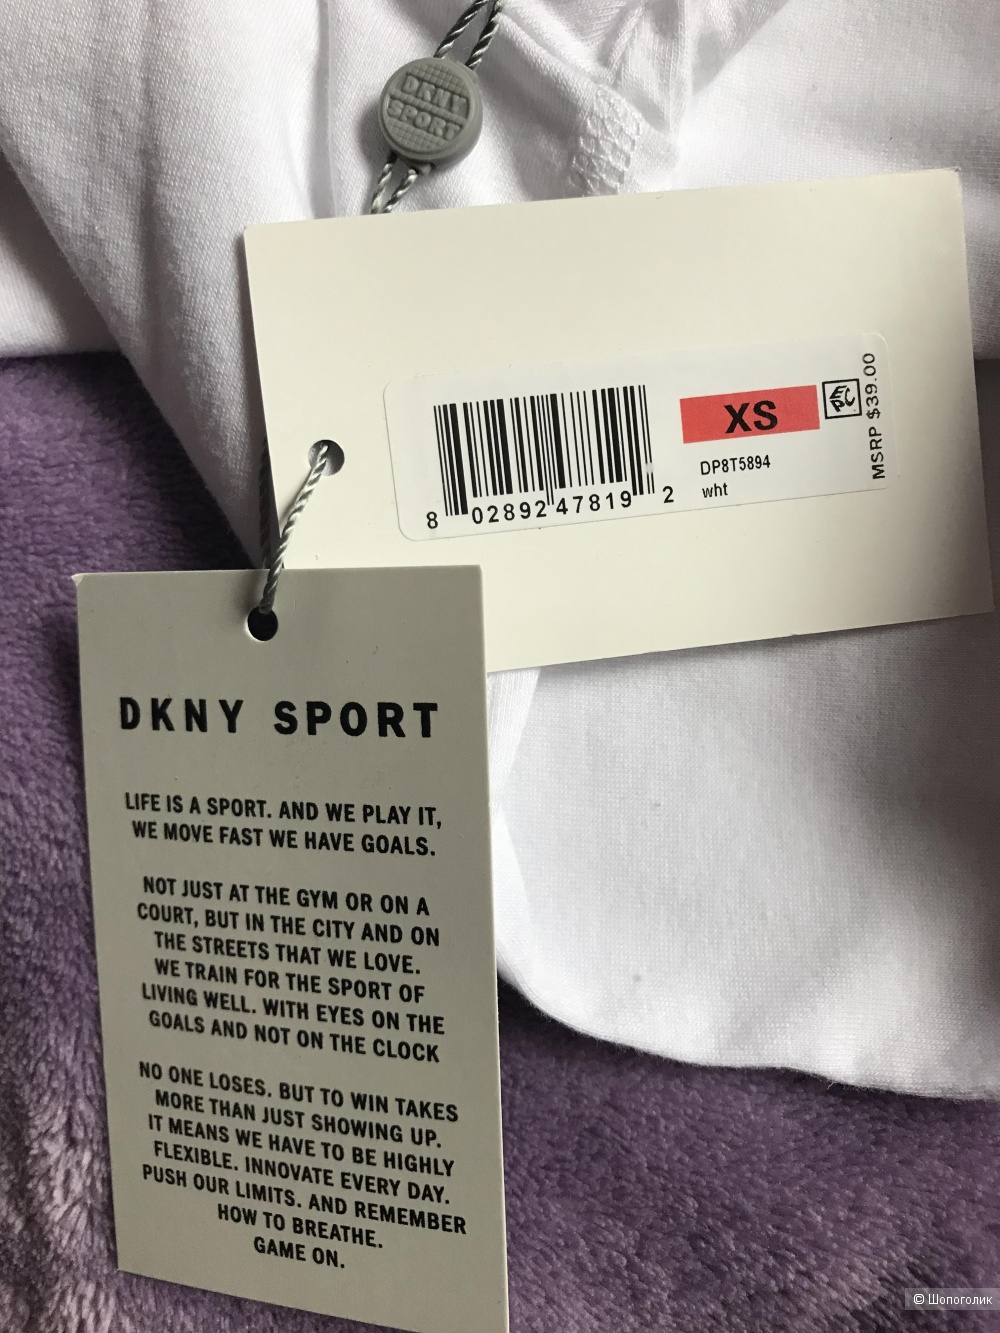 DKNY
SPORT
XS
MSRP $39.00
DP8T5894
wht
8 02892 47819 2
DKNY SPORT
LIFE IS A SPORT. AND WE PLAY IT,
WE MOVE FAST WE HAVE GOALS.
NOT JUST AT THE GYM OR ON A
COURT, BUT IN THE CITY AND ON
THE STREETS THAT WE LOVE.
WE TRAIN FOR THE SPORT OF
LIVING WELL. WITH EYES ON THE
GOALS AND NOT ON THE CLOCK
NO ONE LOSES. BUT TO WIN TAKES
MORE THAN JUST SHOWING UP.
IT MEANS WE HAVE TO BE HIGHLY
FLEXIBLE. INNOVATE EVERY DAY.
PUSH OUR LIMITS. AND REMEMBER
HOW TO BREATHE.
GAME ON.
© Шопоголик